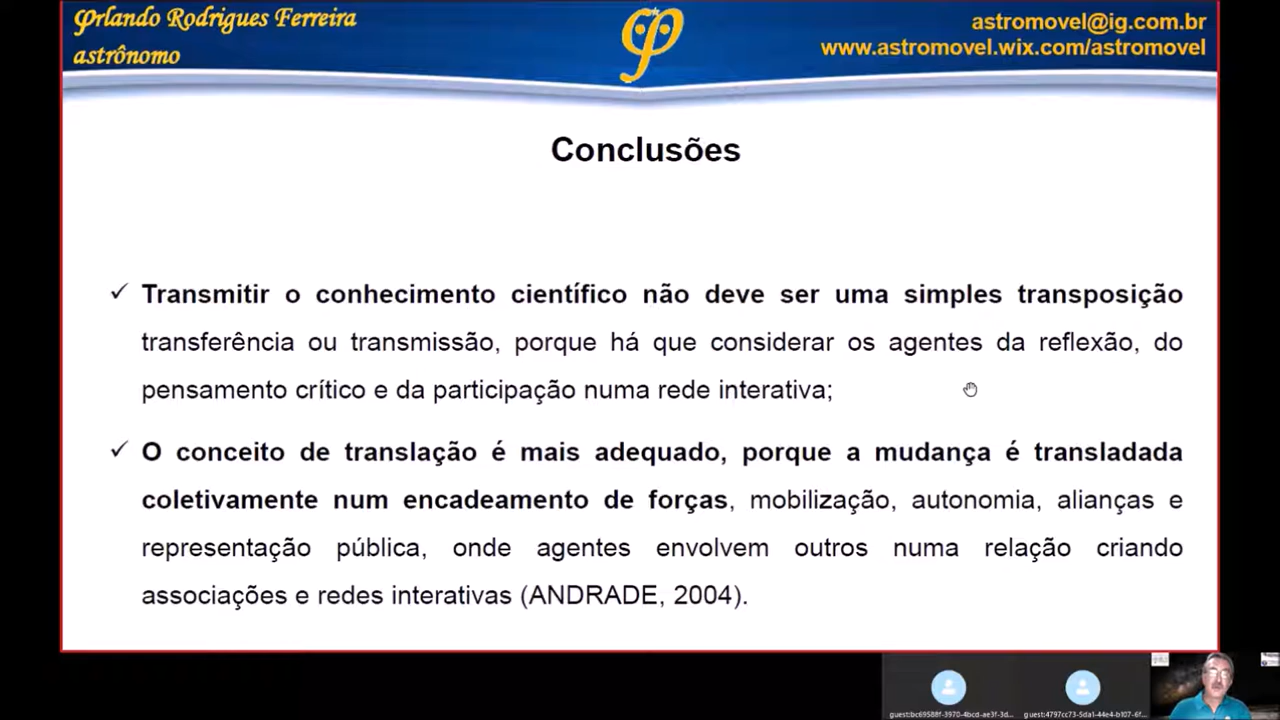 Orlando Rodrigues Ferreira
astrônomo
astromovel@ig.com.br
www.astromovel.wix.com/astromovel
Conclusões
✓ Transmitir o conhecimento científico não deve ser uma simples transposição
transferência ou transmissão, porque há que considerar os agentes da reflexão, do
pensamento crítico e da participação numa rede interativa;
✓ O conceito de translação é mais adequado, porque a mudança é transladada
coletivamente num encadeamento de forças, mobilização, autonomia, alianças e
representação pública, onde agentes envolvem outros numa relação criando
associações e redes interativas (ANDRADE, 2004).